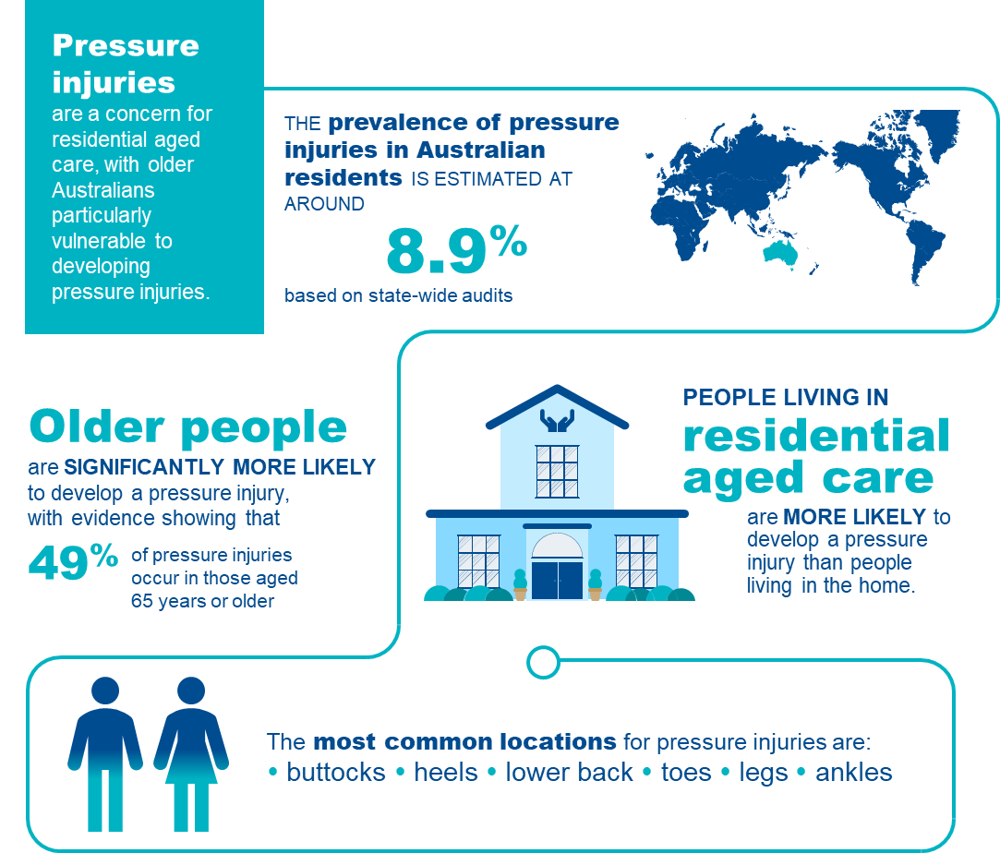 Pressure
injuries
are a concern for
residential aged
care, with older
Australians
particularly
vulnerable to
developing
pressure injuries.
THE prevalence of pressure
injuries in Australian
residents IS ESTIMATED AT
AROUND
8.9%
based on state-wide audits
Older people
are SIGNIFICANTLY MORE LIKELY
to develop a pressure injury,
with evidence showing that
49% of pressure injuries
occur in those aged
65 years or older
PEOPLE LIVING IN
residential
aged care
are MORE LIKELY to
develop a pressure
injury than people
living in the home.
The most common locations for pressure injuries are:
• buttocks • heels • lower back • toes • legs • ankles